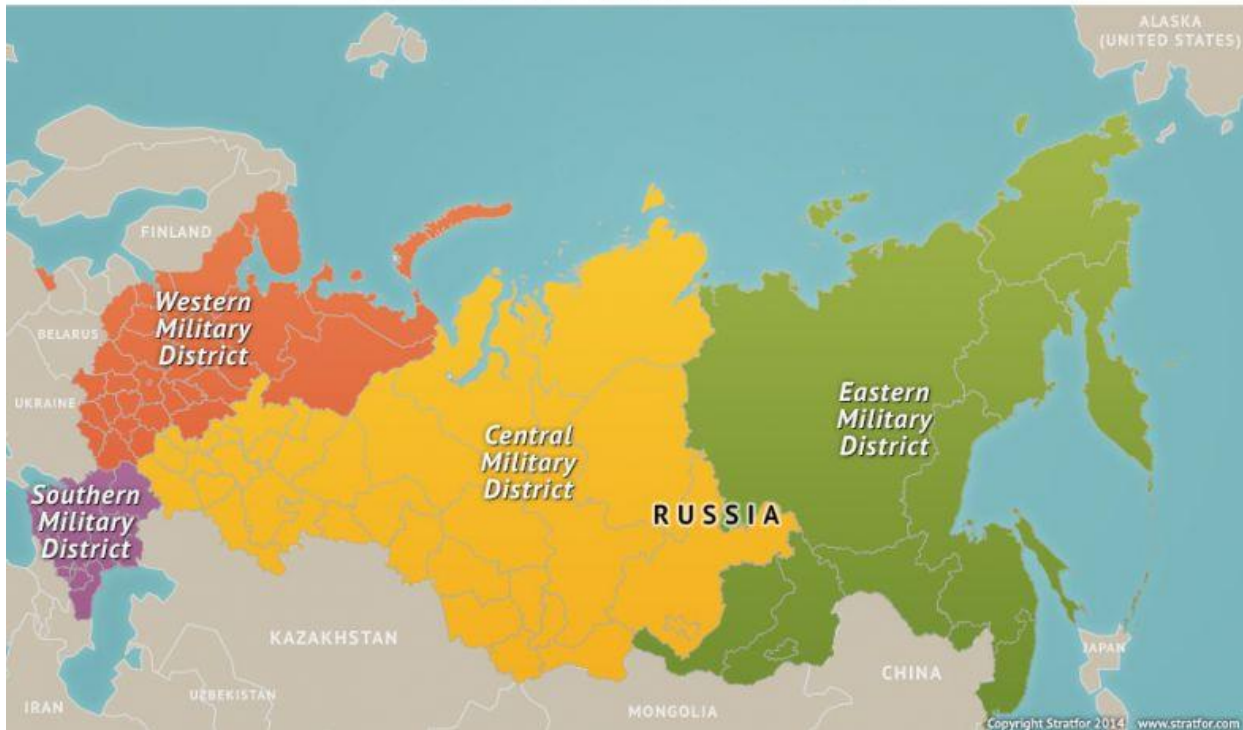 ALASKA
(UNITED STATES)
FINLAND
Western
Military
District
BELARUS
UKRAINE
Eastern
Military
District
Central
Military
District
Southern
Military
District
RUSSIA
KAZAKHSTAN
JAPAN
CHINA
UZBEKISTAN
IRAN
MONGOLIA
Copyright Stratfor 2014 www.stratfor.com